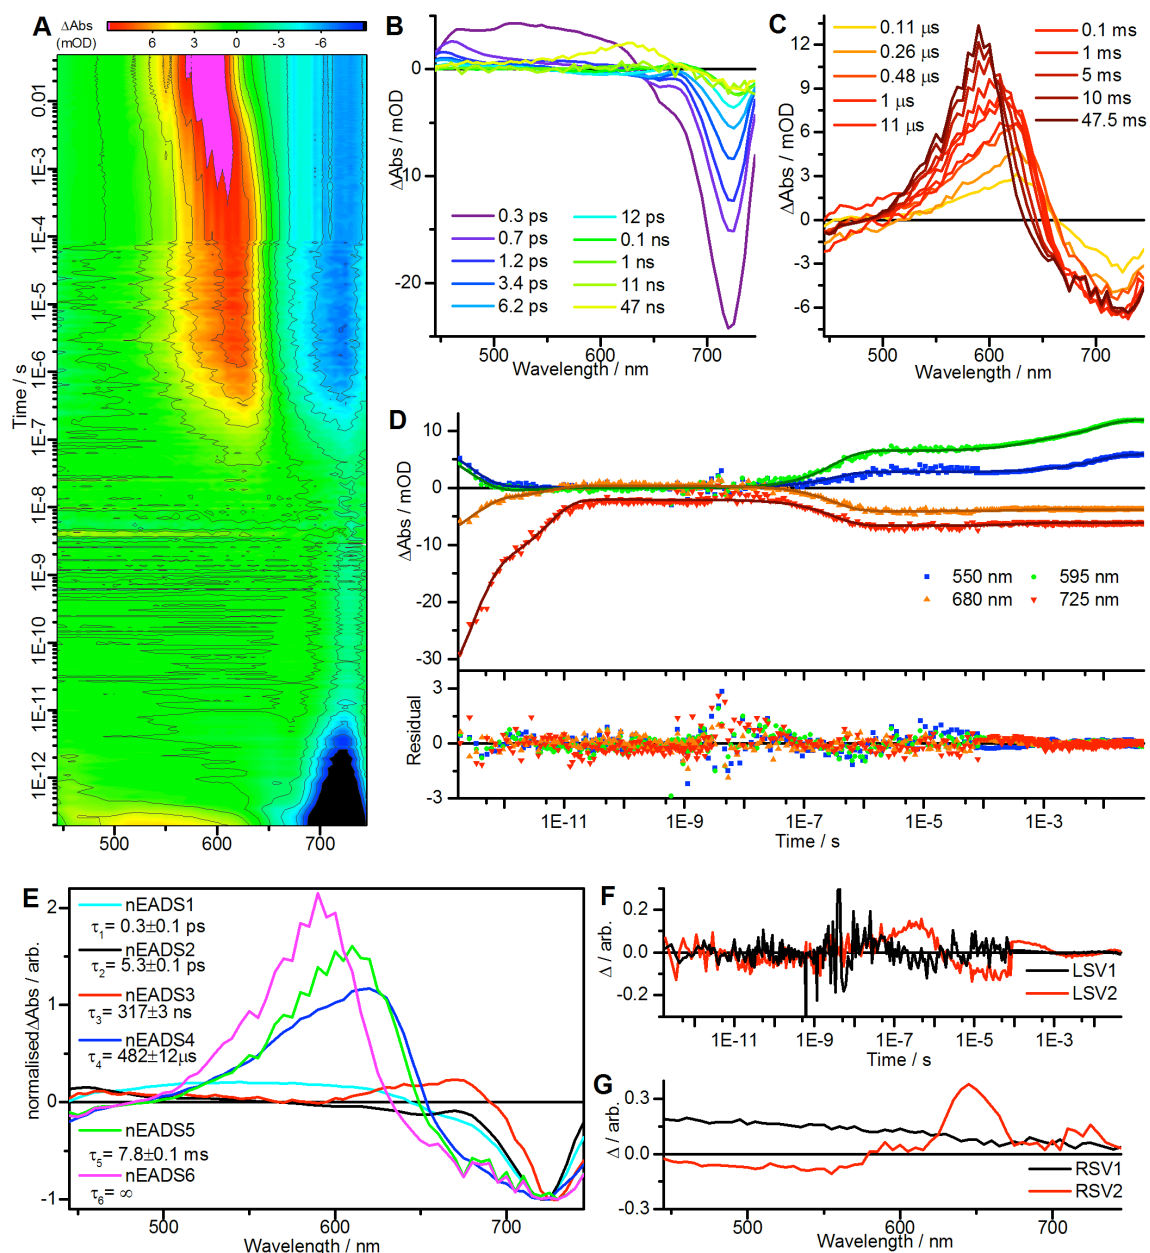 A
ΔAbs
(mOD)
6 3 0 -3 -6
Time / s
0.01
1E-3
1E-4
1E-5
1E-6
1E-7
1E-8
1E-9
1E-10
1E-11
1E-12
500 600 700
B
ΔAbs / mOD
0
-10
-20
0.3 ps
0.7 ps
1.2 ps
3.4 ps
6.2 ps
12 ps
0.1 ns
1 ns
11 ns
47 ns
500 600 700
Wavelength / nm
C
ΔAbs / mOD
12
9
6
3
0
-3
-6
0.11 µs
0.26 µs
0.48 µs
1 µs
11 µs
0.1 ms
1 ms
5 ms
10 ms
47.5 ms
500 600 700
Wavelength / nm
D
ΔAbs / mOD
10
0
-10
-20
-30
550 nm 595 nm
680 nm 725 nm
Residual
3
0
-3
1E-11 1E-9 1E-7 1E-5 1E-3
Time / s
E
normalisedΔAbs / arb.
2
1
0
-1
nEADS1
τ1= 0.3±0.1 ps
nEADS2
τ2= 5.3±0.1 ps
nEADS3
τ3= 317±3 ns
nEADS4
τ4= 482±12µs
nEADS5
τ5= 7.8±0.1 ms
nEADS6
τ6= ∞
500 600 700
Wavelength / nm
F
Δ / arb.
0.2
0.0
-0.2
LSV1
LSV2
1E-11 1E-9 1E-7 1E-5 1E-3
Time / s
G
Δ / arb.
0.3
0.0
-0.3
RSV1
RSV2
500 600 700
Wavelength / nm